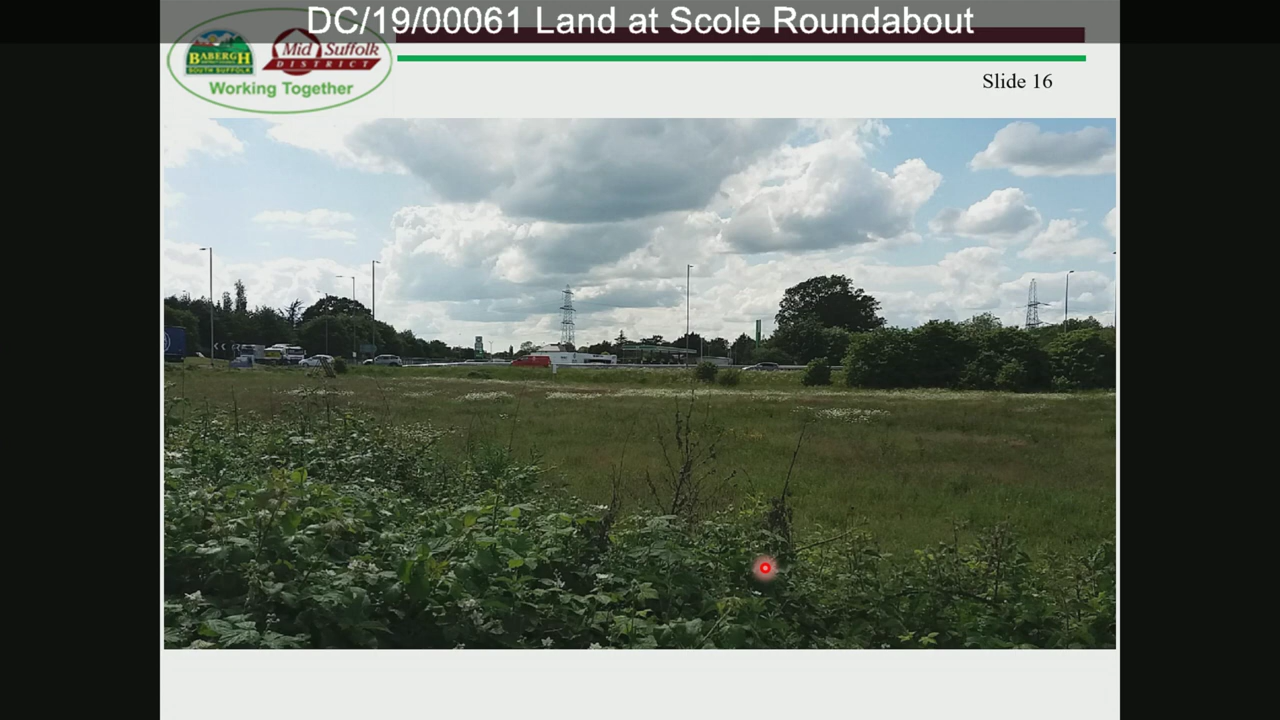 DC/19/00061 Land at Scole Roundabout
BABERGH
SOUTH SUFFOLK
Mid Suffolk
DISTRICT
Working Together
Slide 16